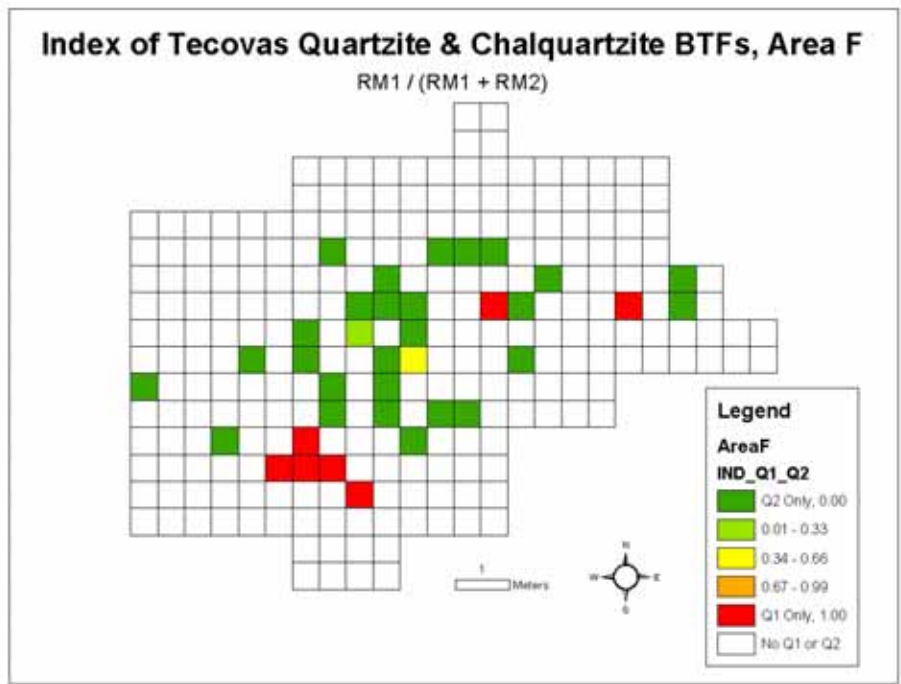 Index of Tecovas Quartzite & Chalquartzite BTFs, Area F
RM1 / (RM1 + RM2)
Legend
AreaF
IND_Q1_Q2
Q2 Only, 0.00
0.01 - 0.33
0.34 - 0.66
0.67 - 0.99
Q1 Only, 1.00
No Q1 or Q2
1
Meters
N
W
E
S